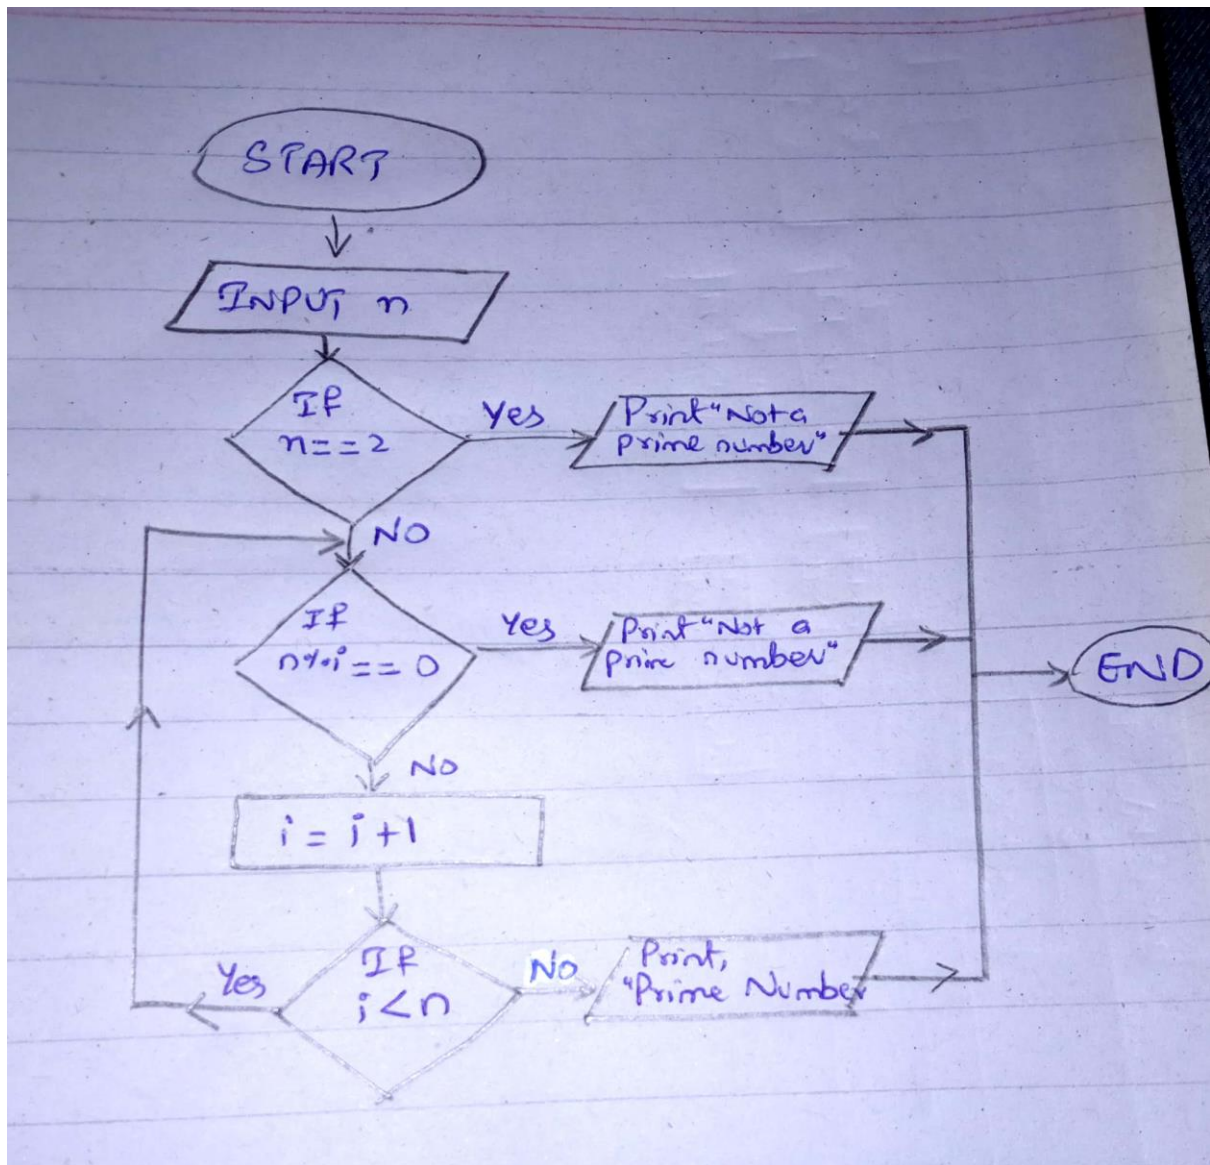 START
INPUT n
If
n==2
Yes
Print "Not a
prime number"
NO
If
n%i==0
Yes
Print "Not a
prime number"
END
NO
i = i+1
If
i<n
Yes
No
Print,
"Prime Number